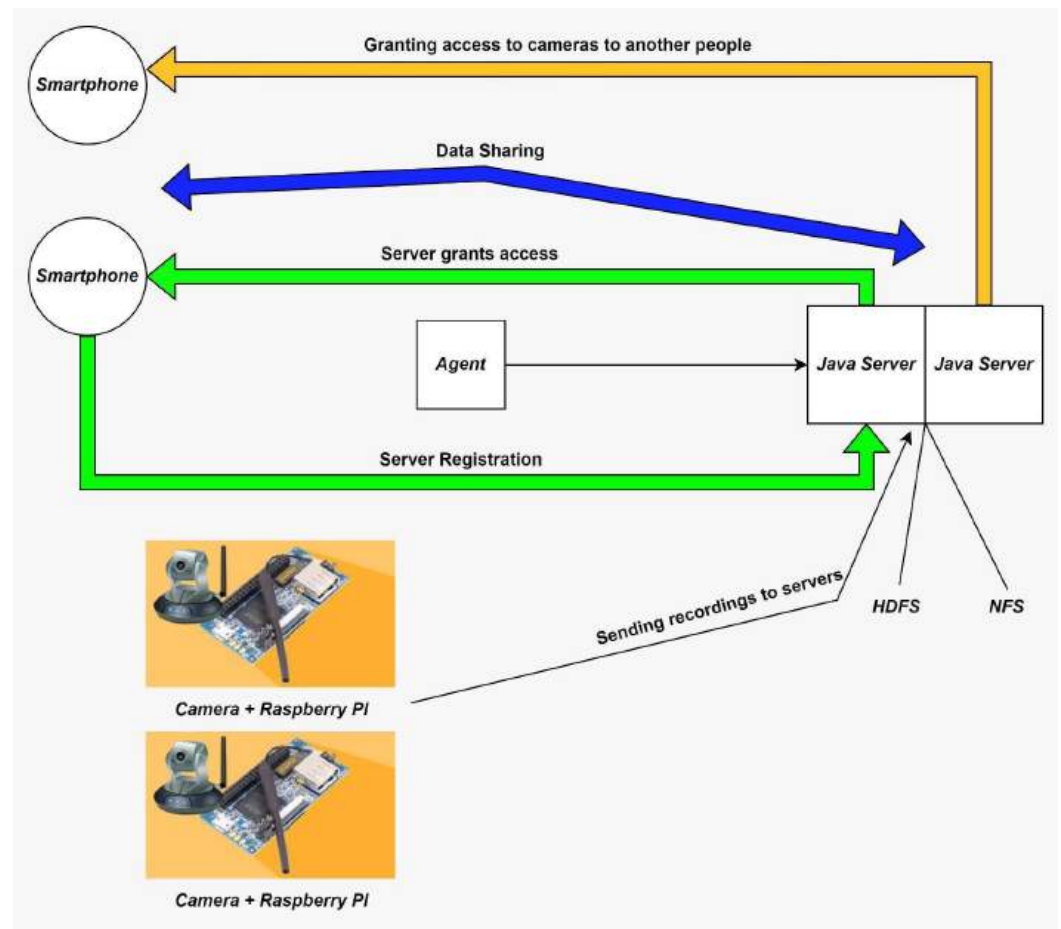 Granting access to cameras to another people
Smartphone
Data Sharing
Server grants access
Smartphone
Agent
Java Server
Java Server
Server Registration
Sending recordings to servers
HDFS
NFS
Camera + Raspberry PI
Camera + Raspberry PI